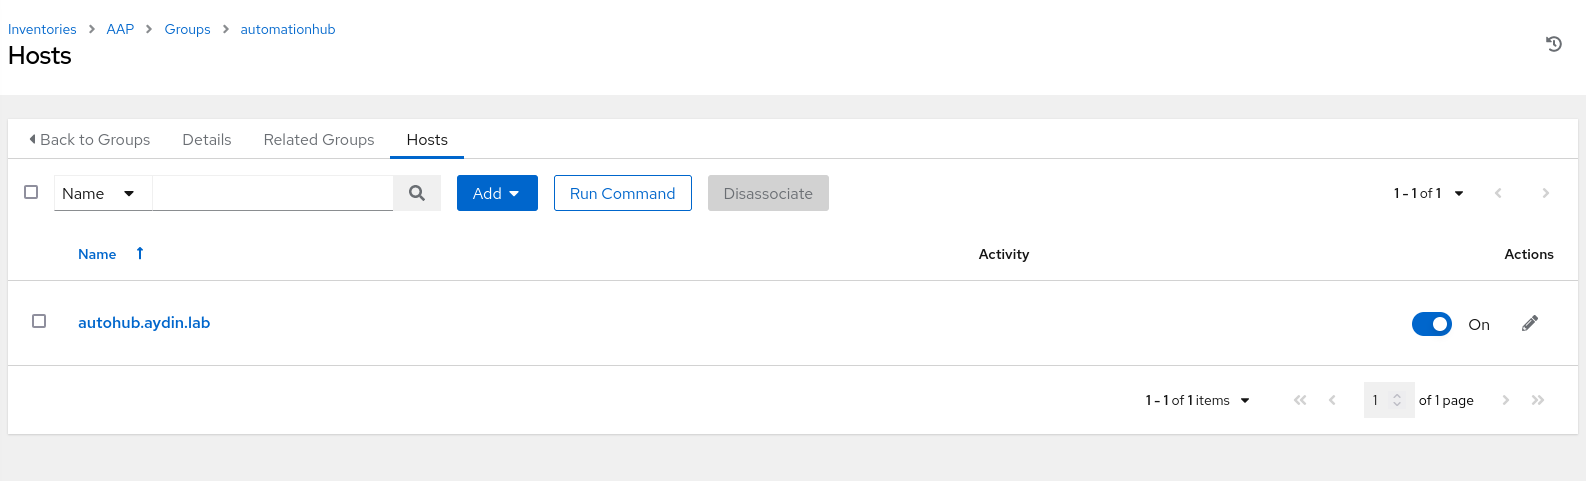 Inventories AAP Groups automationhub
Hosts
Back to Groups Details Related Groups Hosts
Name Add Run Command Disassociate 1 - 1 of 1
Name Activity Actions
autohub.aydin.lab On
1 - 1 of 1 items 1 of 1 page